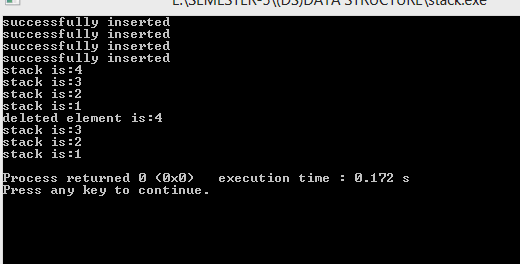 E:\SEMESTER-3\(DS)DATA STRUCTURE\stack.exe
successfully inserted
successfully inserted
successfully inserted
successfully inserted
stack is:4
stack is:3
stack is:2
stack is:1
deleted element is:4
stack is:3
stack is:2
stack is:1
Process returned 0 (0x0)   execution time : 0.172 s
Press any key to continue.